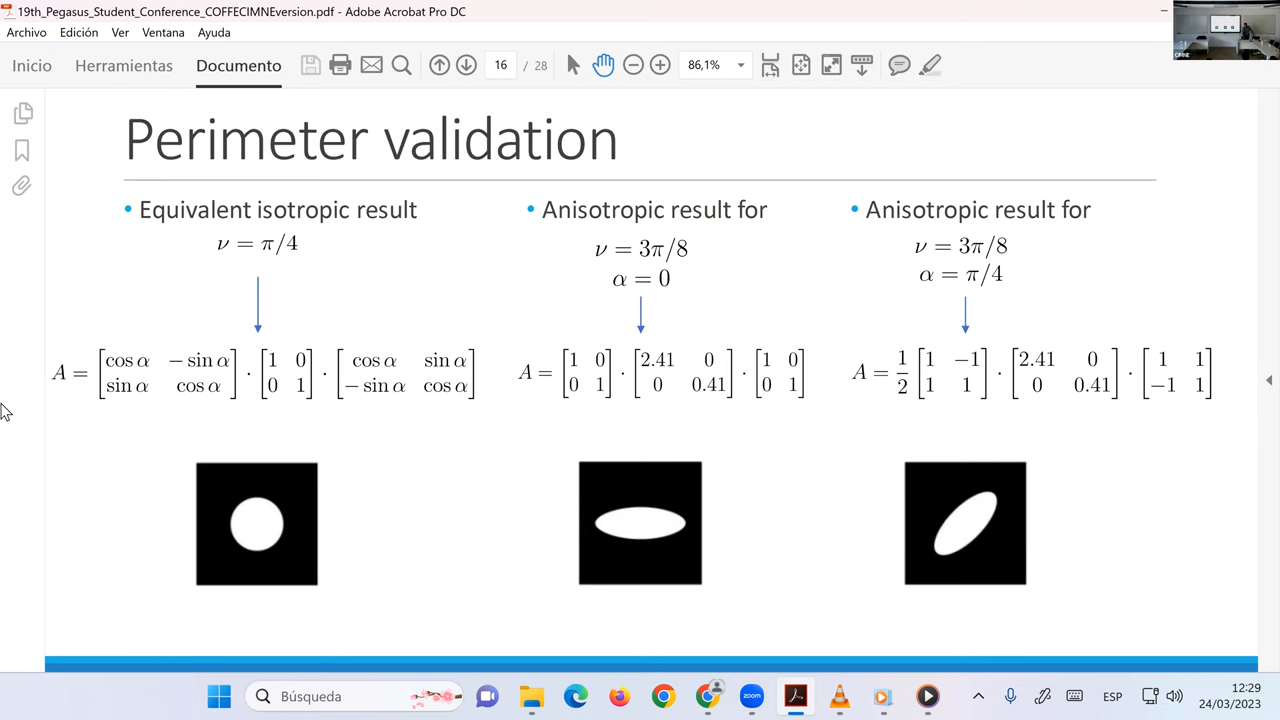 19th_Pegasus_Student_Conference_COFFECIMNEversion.pdf - Adobe Acrobat Pro DC
Archivo Edición Ver Ventana Ayuda
Inicio Herramientas Documento 16 / 28 86,1%
Perimeter validation
• Equivalent isotropic result
ν = π/4
A = [cos α −sin α; sin α cos α] · [1 0; 0 1] · [cos α sin α; −sin α cos α]
• Anisotropic result for
ν = 3π/8
α = 0
A = [1 0; 0 1] · [2.41 0; 0 0.41] · [1 0; 0 1]
• Anisotropic result for
ν = 3π/8
α = π/4
A = 1/2 [1 −1; 1 1] · [2.41 0; 0 0.41] · [1 1; −1 1]
CIMNE
Búsqueda
zoom
ESP
12:29
24/03/2023